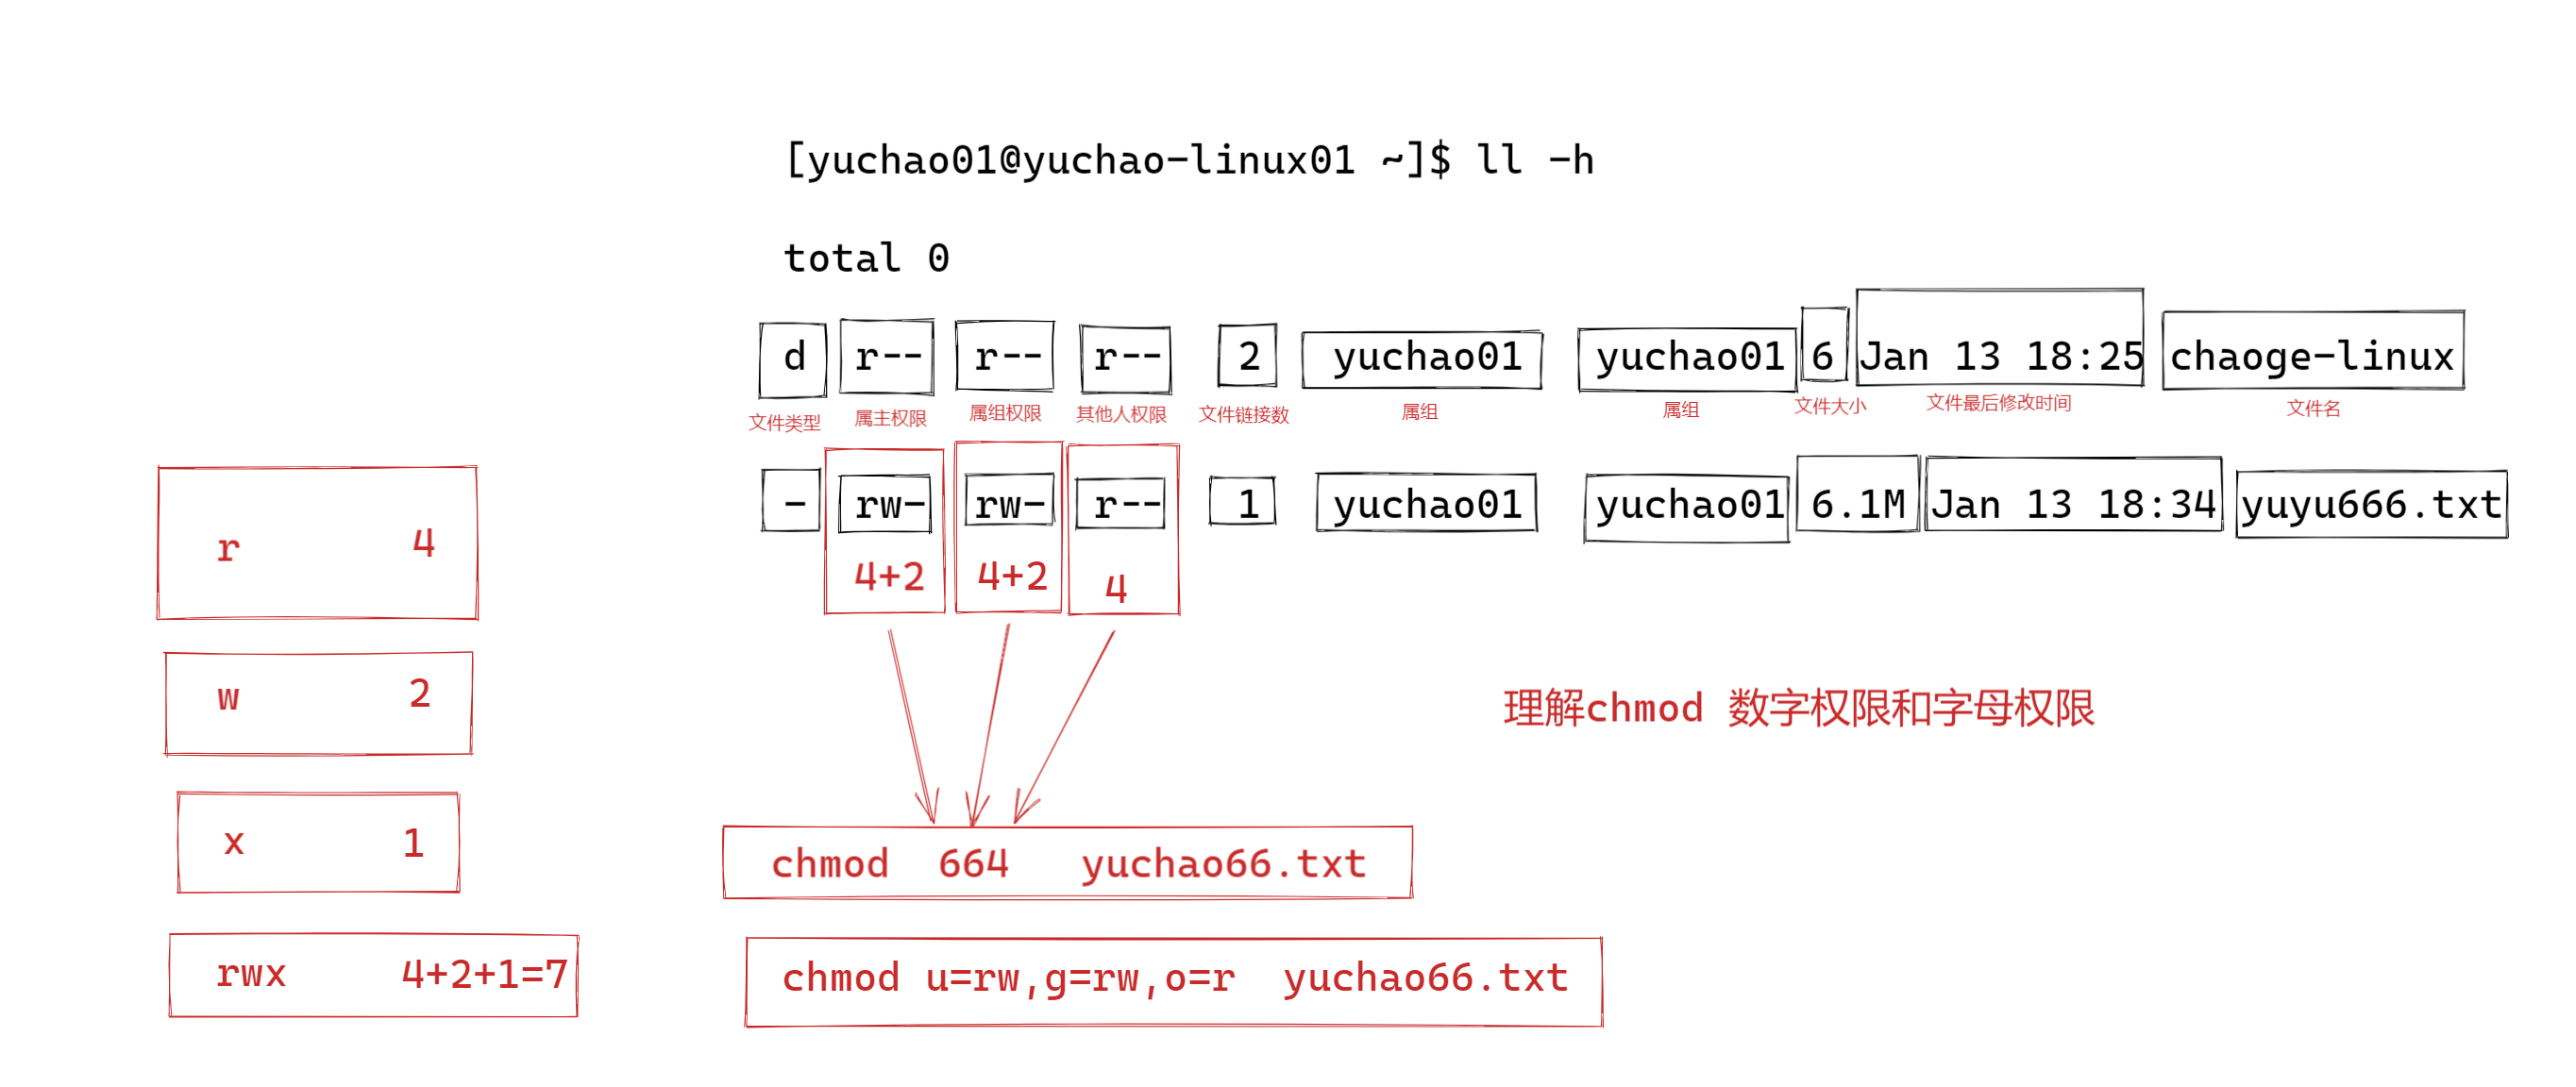 [yuchao01@yuchao-linux01 ~]$ ll -h
total 0
d r-- r-- r-- 2 yuchao01 yuchao01 6 Jan 13 18:25 chaoge-linux
文件类型 属主权限 属组权限 其他人权限 文件链接数 属组 属组 文件大小 文件最后修改时间 文件名
- rw- rw- r-- 1 yuchao01 yuchao01 6.1M Jan 13 18:34 yuyu666.txt
4+2 4+2 4
r 4
w 2
x 1
rwx 4+2+1=7
理解chmod 数字权限和字母权限
chmod 664 yuchao66.txt
chmod u=rw,g=rw,o=r yuchao66.txt